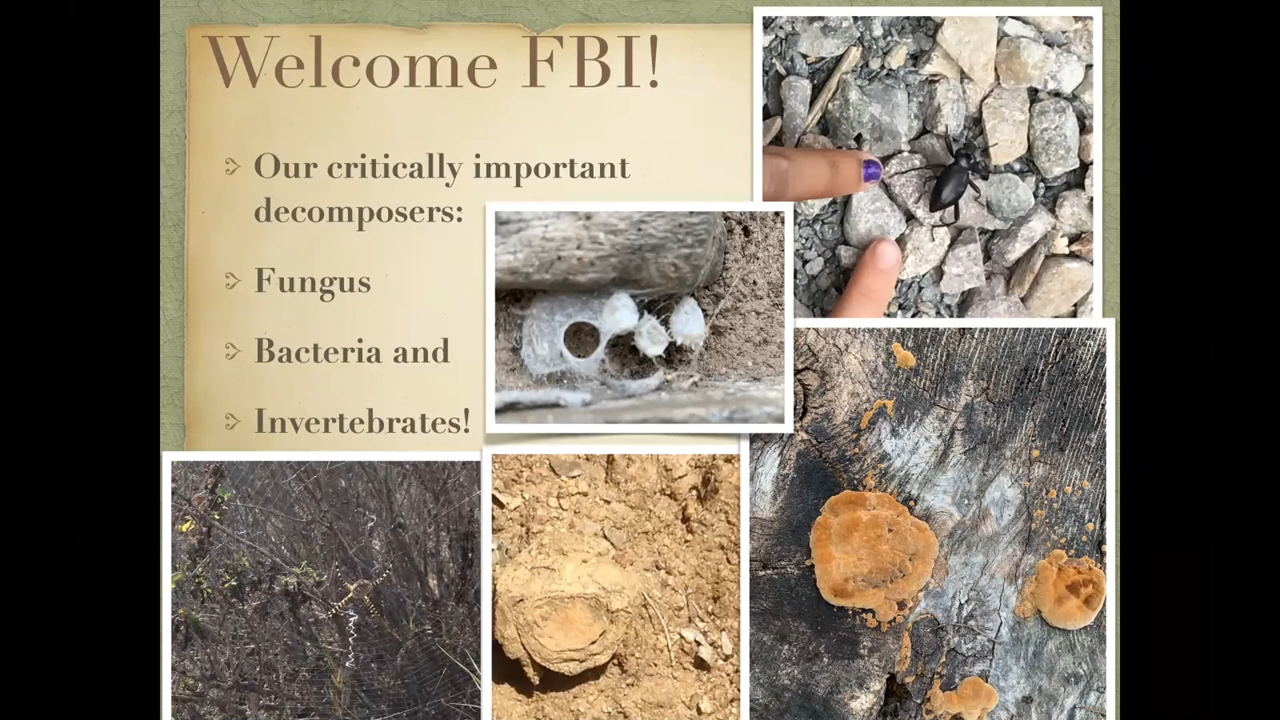 Welcome FBI!
Our critically important
decomposers:
Fungus
Bacteria and
Invertebrates!